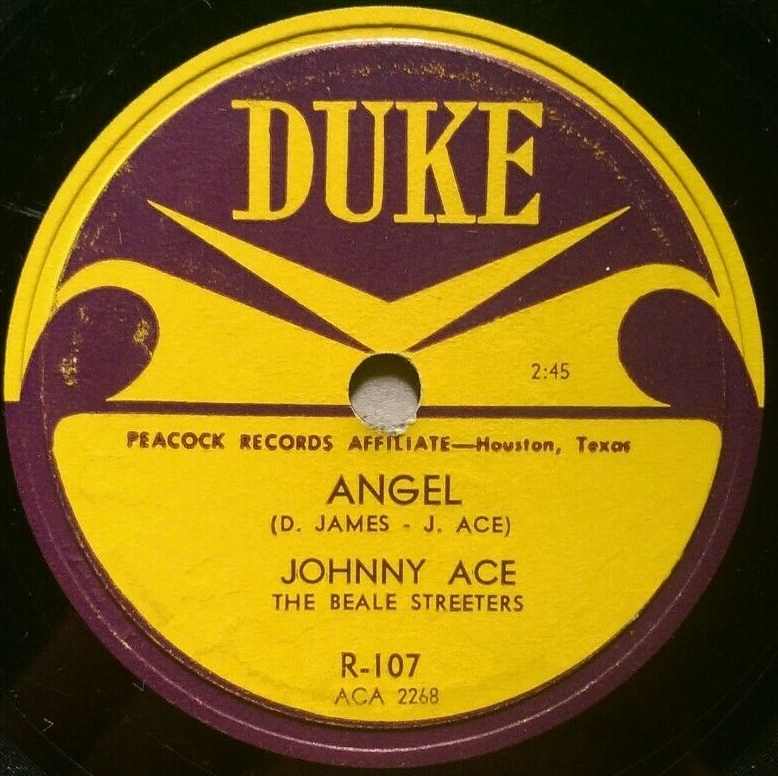 DUKE
2:45
PEACOCK RECORDS AFFILIATE—Houston, Texas
ANGEL
(D. JAMES - J. ACE)
JOHNNY ACE
THE BEALE STREETERS
R-107
ACA 2268